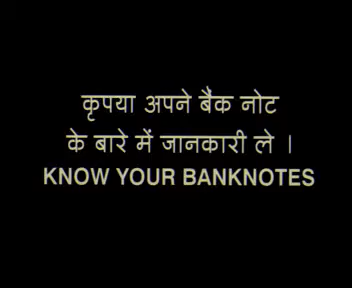 कृपया अपने बैंक नोट
के बारे में जानकारी ले ।
KNOW YOUR BANKNOTES